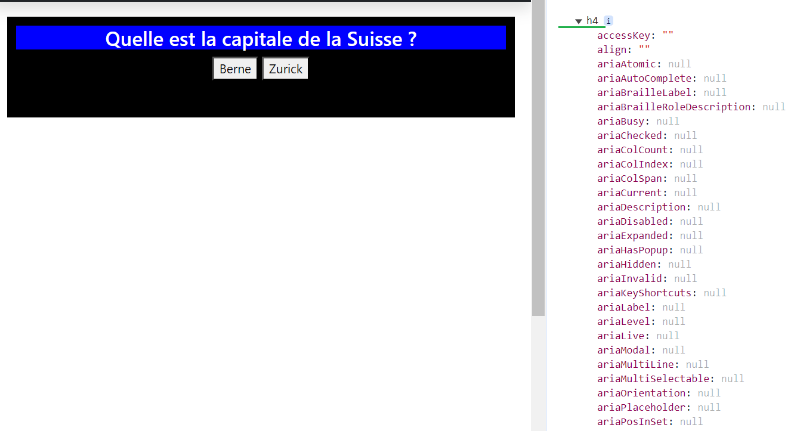 Quelle est la capitale de la Suisse ?
Berne Zurick
▼ h4 i
accessKey: ""
align: ""
ariaAtomic: null
ariaAutoComplete: null
ariaBrailleLabel: null
ariaBrailleRoleDescription: null
ariaBusy: null
ariaChecked: null
ariaColCount: null
ariaColIndex: null
ariaColSpan: null
ariaCurrent: null
ariaDescription: null
ariaDisabled: null
ariaExpanded: null
ariaHasPopup: null
ariaHidden: null
ariaInvalid: null
ariaKeyShortcuts: null
ariaLabel: null
ariaLevel: null
ariaLive: null
ariaModal: null
ariaMultiLine: null
ariaMultiSelectable: null
ariaOrientation: null
ariaPlaceholder: null
ariaPosInSet: null